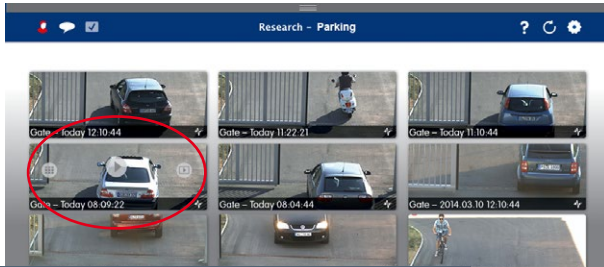 Research - Parking
?
Gate - Today 12:10:44
Gate - Today 11:22:21
Gate - Today 11:10:44
Gate - Today 08:09:22
Gate - Today 08:04:44
Gate - 2014.03.10 12:10:44